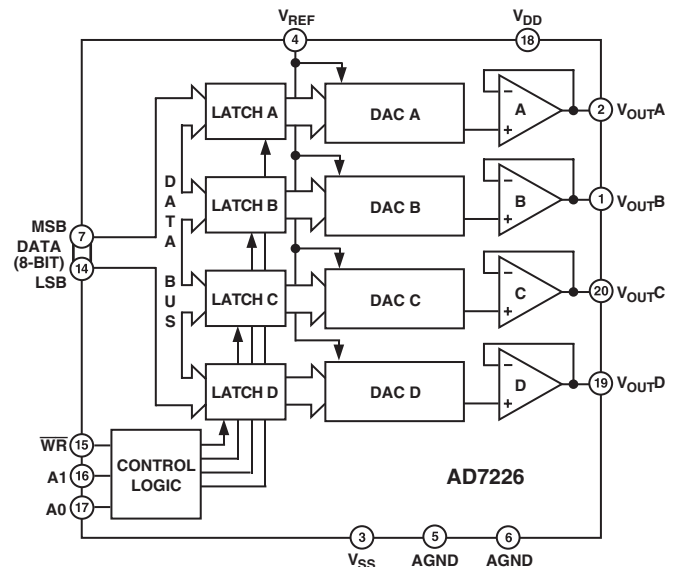 VREF
VDD
4
18
LATCH A
DAC A
−
A
+
2
VOUTA
DATA BUS
LATCH B
DAC B
−
B
+
1
VOUTB
MSB
7
DATA
(8-BIT)
14
LSB
LATCH C
DAC C
−
C
+
20
VOUTC
LATCH D
DAC D
−
D
+
19
VOUTD
WR
15
A1
16
A0
17
CONTROL
LOGIC
AD7226
3
5
6
VSS
AGND
AGND